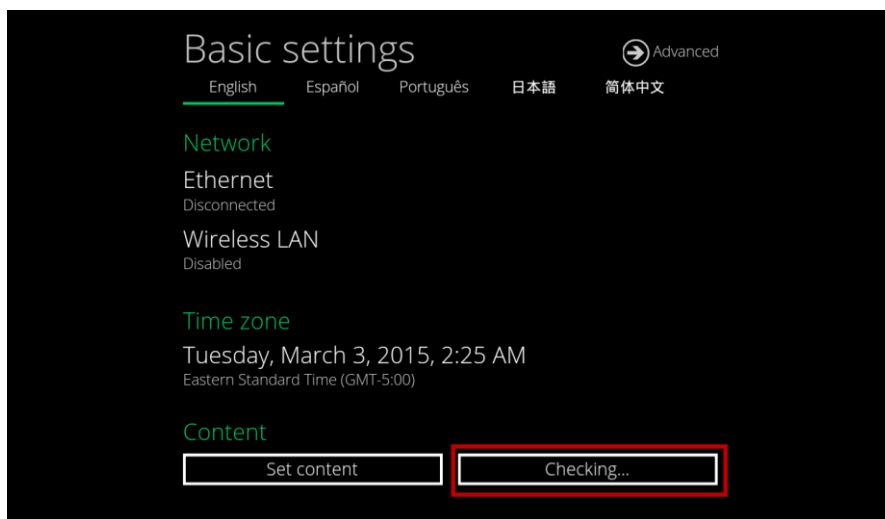 Basic settings
Advanced
English Español Português 日本語 简体中文
Network
Ethernet
Disconnected
Wireless LAN
Disabled
Time zone
Tuesday, March 3, 2015, 2:25 AM
Eastern Standard Time (GMT-5:00)
Content
Set content Checking...